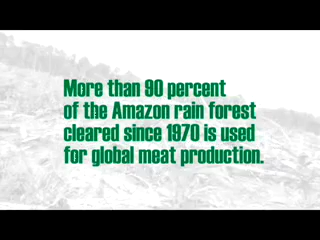 More than 90 percent
of the Amazon rain forest
cleared since 1970 is used
for global meat production.